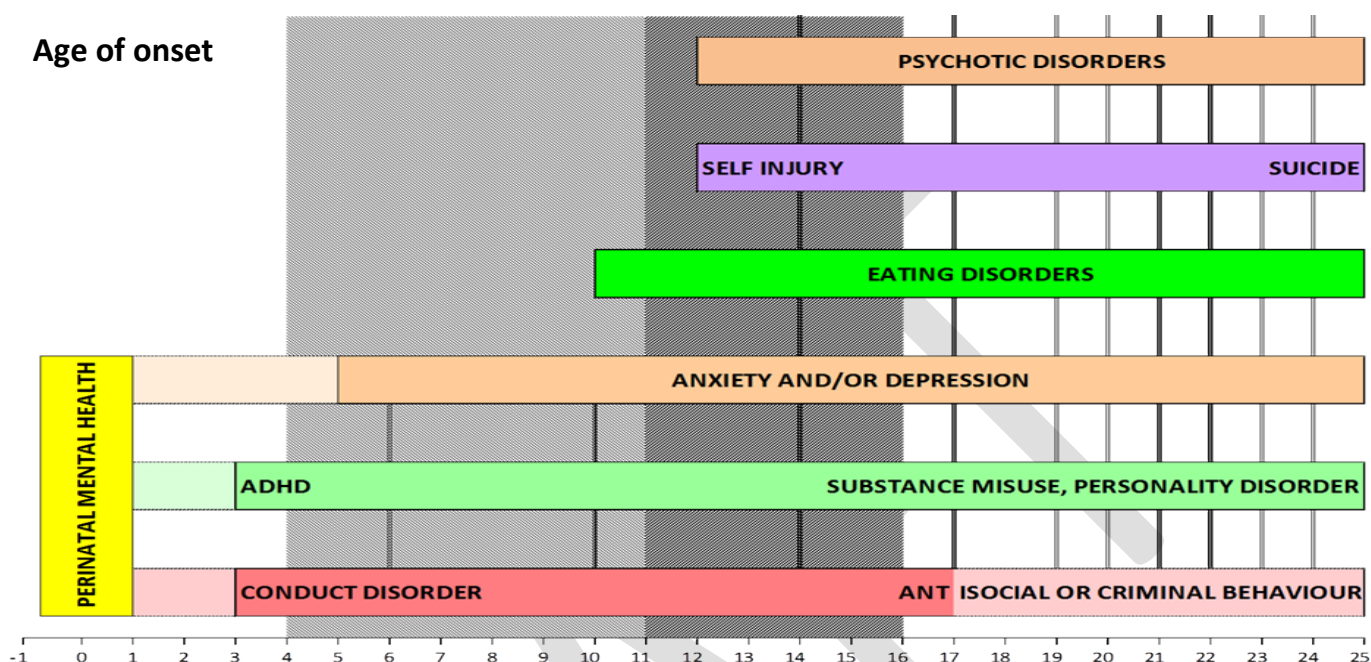 Age of onset
PSYCHOTIC DISORDERS
SELF INJURY SUICIDE
EATING DISORDERS
PERINATAL MENTAL HEALTH
ANXIETY AND/OR DEPRESSION
ADHD SUBSTANCE MISUSE, PERSONALITY DISORDER
CONDUCT DISORDER ANT ISOCIAL OR CRIMINAL BEHAVIOUR
-1 0 1 2 3 4 5 6 7 8 9 10 11 12 13 14 15 16 17 18 19 20 21 22 23 24 25